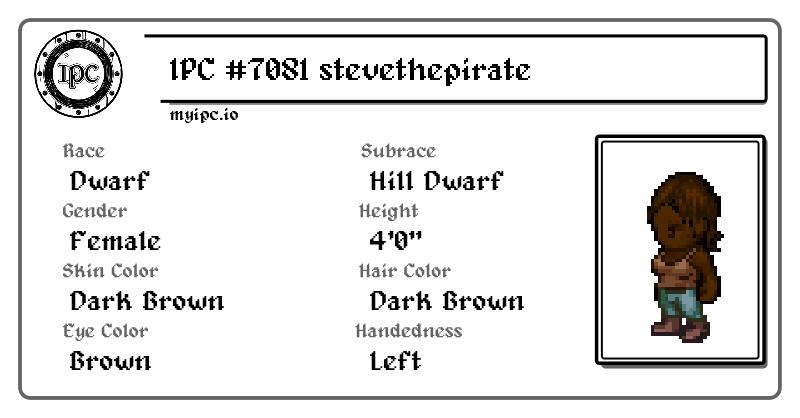 IPC
IPC #7081 stevethepirate
myipc.io
Race
Dwarf
Subrace
Hill Dwarf
Gender
Female
Height
4'0"
Skin Color
Dark Brown
Hair Color
Dark Brown
Eye Color
Brown
Handedness
Left